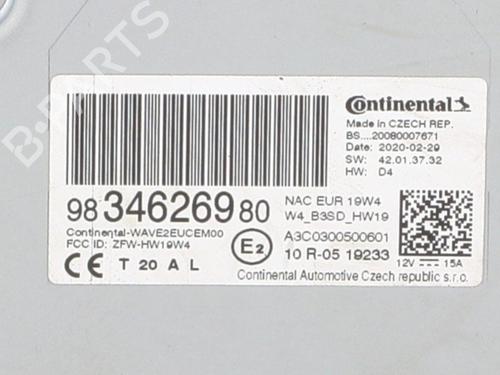 B-PARTS
Continental
Made in CZECH REP.
BS....20080007671
Date: 2020-02-29
SW: 42.01.37.32
HW: D4
98 34626980
NAC EUR 19W4
W4_B3SD_HW19
Continental-WAVE2EUCEM00
FCC ID: ZFW-HW19W4
E2
A3C0300500601
10 R-05 19233
CE T 20 A L
12V 15A
Continental Automotive Czech republic s.r.o.